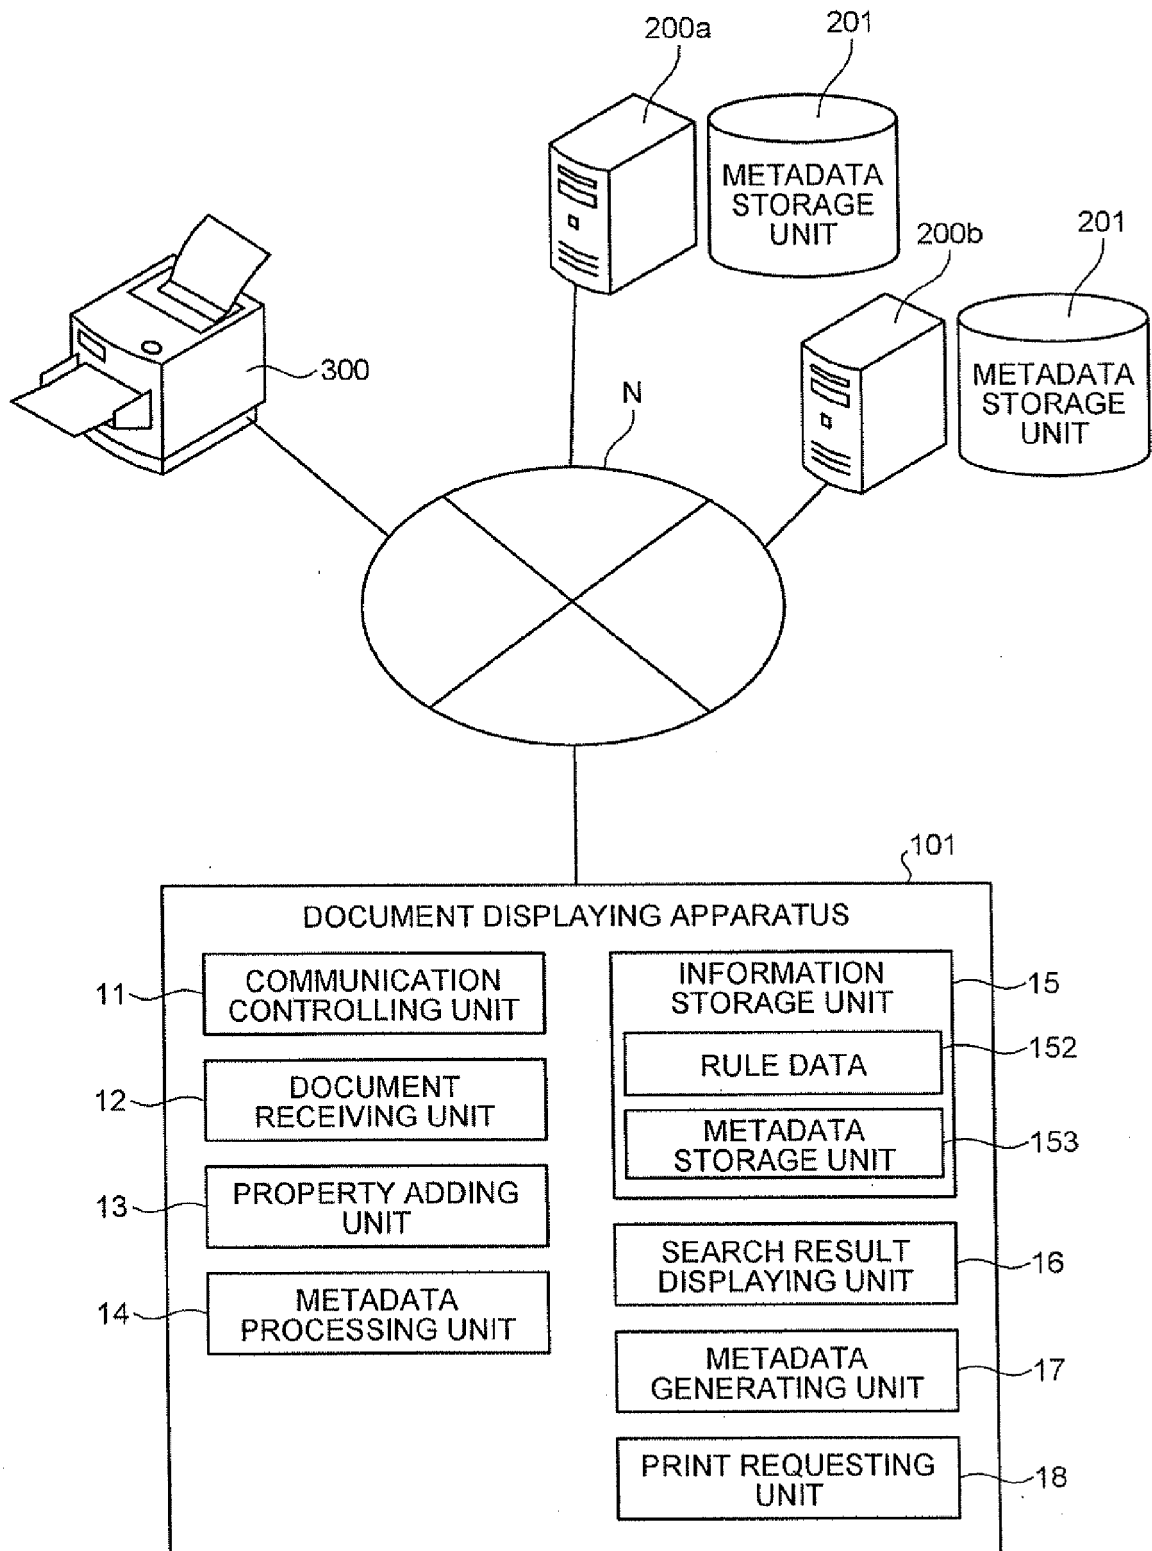 200a
201
METADATA
STORAGE
UNIT
200b
201
METADATA
STORAGE
UNIT
300
N
101
DOCUMENT DISPLAYING APPARATUS
11
COMMUNICATION
CONTROLLING UNIT
12
DOCUMENT
RECEIVING UNIT
13
PROPERTY ADDING
UNIT
14
METADATA
PROCESSING UNIT
INFORMATION
STORAGE UNIT
15
RULE DATA
152
METADATA
STORAGE UNIT
153
SEARCH RESULT
DISPLAYING UNIT
16
METADATA
GENERATING UNIT
17
PRINT REQUESTING
UNIT
18